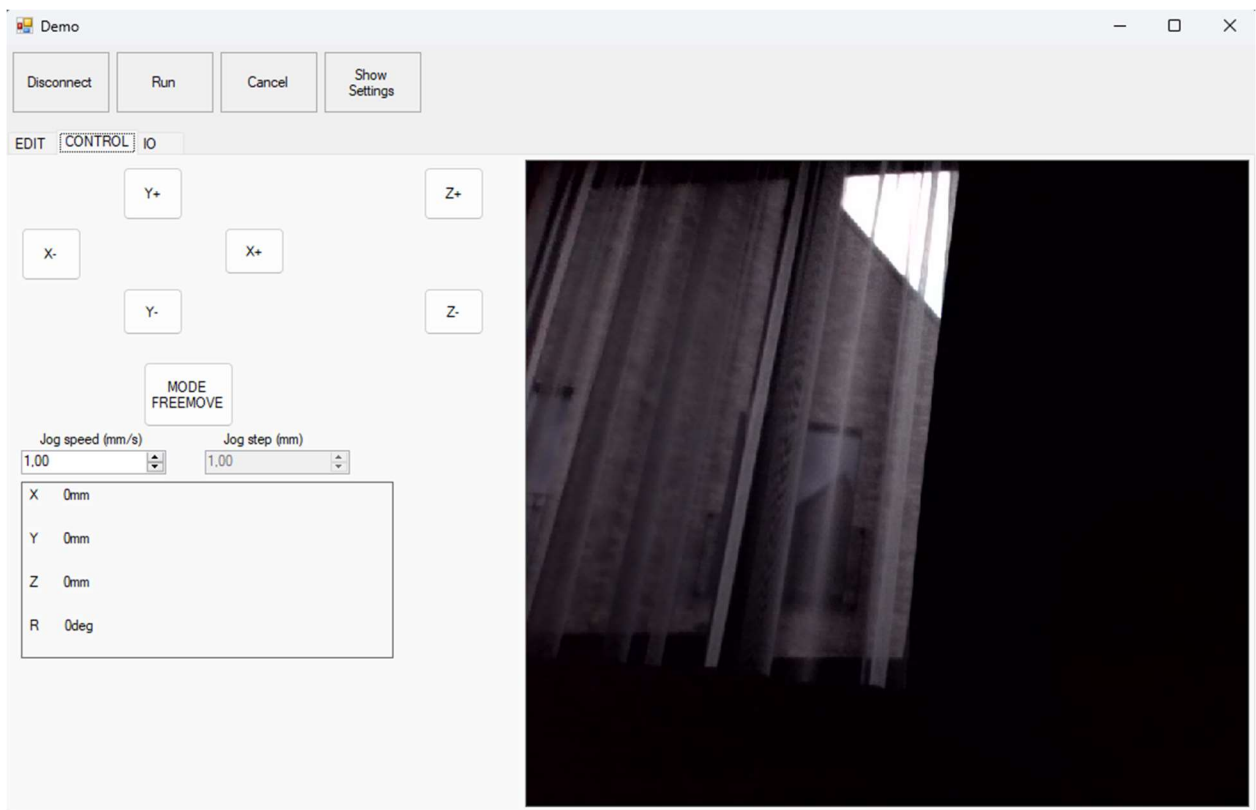 Demo
Disconnect
Run
Cancel
Show
Settings
EDIT
CONTROL
IO
Y+
Z+
X-
X+
Y-
Z-
MODE
FREEMOVE
Jog speed (mm/s)
Jog step (mm)
1,00
1,00
X 0mm
Y 0mm
Z 0mm
R 0deg